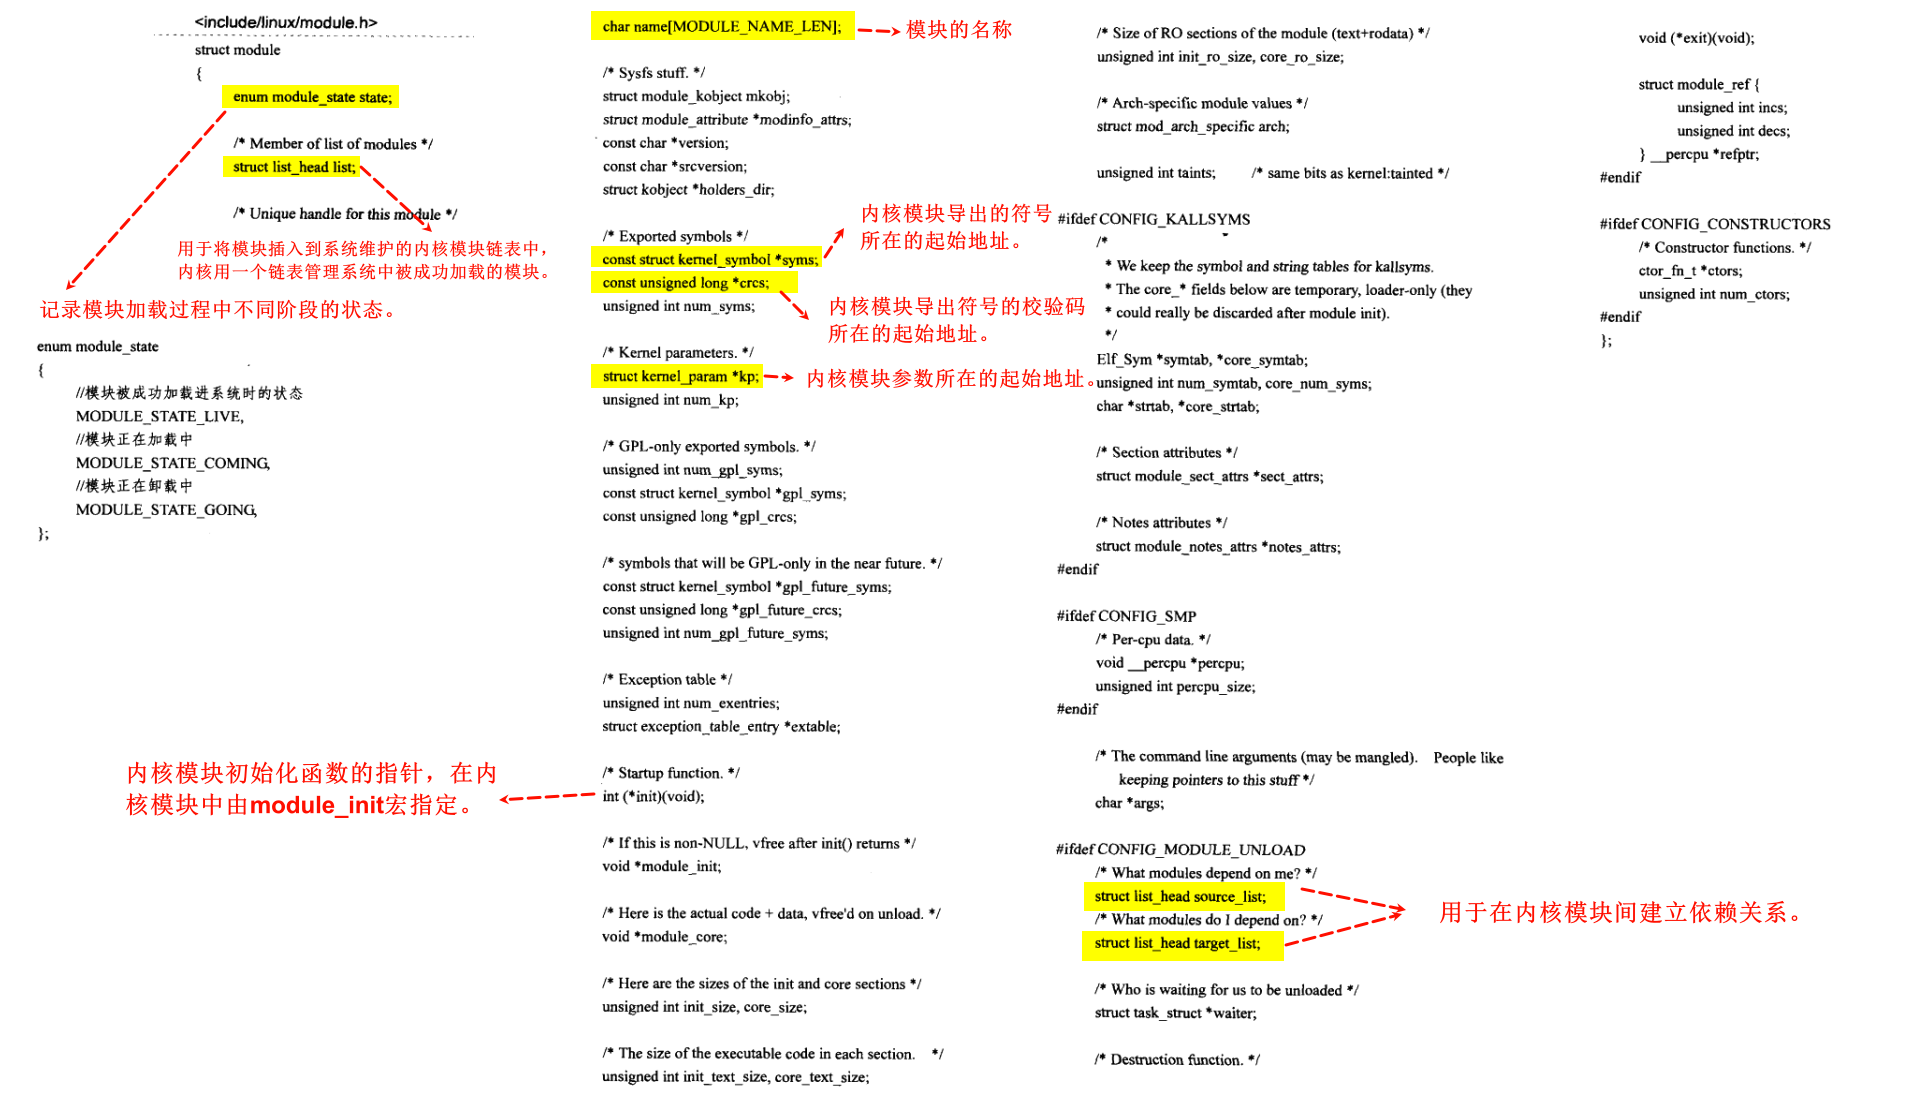 <include/linux/module.h>
struct module
{
enum module_state state;
/* Member of list of modules */
struct list_head list;
/* Unique handle for this module */
用于将模块插入到系统维护的内核模块链表中，
内核用一个链表管理系统中被成功加载的模块。
记录模块加载过程中不同阶段的状态。
enum module_state
{
//模块被成功加载进系统时的状态
MODULE_STATE_LIVE,
//模块正在加载中
MODULE_STATE_COMING,
//模块正在卸载中
MODULE_STATE_GOING,
};
内核模块初始化函数的指针，在内
核模块中由module_init宏指定。
char name[MODULE_NAME_LEN];
模块的名称
/* Sysfs stuff. */
struct module_kobject mkobj;
struct module_attribute *modinfo_attrs;
const char *version;
const char *srcversion;
struct kobject *holders_dir;
/* Exported symbols */
const struct kernel_symbol *syms;
const unsigned long *crcs;
unsigned int num_syms;
内核模块导出的符号
所在的起始地址。
内核模块导出符号的校验码
所在的起始地址。
/* Kernel parameters. */
struct kernel_param *kp;
内核模块参数所在的起始地址。
unsigned int num_kp;
/* GPL-only exported symbols. */
unsigned int num_gpl_syms;
const struct kernel_symbol *gpl_syms;
const unsigned long *gpl_crcs;
/* symbols that will be GPL-only in the near future. */
const struct kernel_symbol *gpl_future_syms;
const unsigned long *gpl_future_crcs;
unsigned int num_gpl_future_syms;
/* Exception table */
unsigned int num_exentries;
struct exception_table_entry *extable;
/* Startup function. */
int (*init)(void);
/* If this is non-NULL, vfree after init() returns */
void *module_init;
/* Here is the actual code + data, vfree'd on unload. */
void *module_core;
/* Here are the sizes of the init and core sections */
unsigned int init_size, core_size;
/* The size of the executable code in each section. */
unsigned int init_text_size, core_text_size;
/* Size of RO sections of the module (text+rodata) */
unsigned int init_ro_size, core_ro_size;
/* Arch-specific module values */
struct mod_arch_specific arch;
unsigned int taints; /* same bits as kernel:tainted */
#ifdef CONFIG_KALLSYMS
/*
* We keep the symbol and string tables for kallsyms.
* The core_* fields below are temporary, loader-only (they
* could really be discarded after module init).
*/
Elf_Sym *symtab, *core_symtab;
unsigned int num_symtab, core_num_syms;
char *strtab, *core_strtab;
/* Section attributes */
struct module_sect_attrs *sect_attrs;
/* Notes attributes */
struct module_notes_attrs *notes_attrs;
#endif
#ifdef CONFIG_SMP
/* Per-cpu data. */
void __percpu *percpu;
unsigned int percpu_size;
#endif
/* The command line arguments (may be mangled). People like
keeping pointers to this stuff */
char *args;
#ifdef CONFIG_MODULE_UNLOAD
/* What modules depend on me? */
struct list_head source_list;
/* What modules do I depend on? */
struct list_head target_list;
用于在内核模块间建立依赖关系。
/* Who is waiting for us to be unloaded */
struct task_struct *waiter;
/* Destruction function. */
void (*exit)(void);
struct module_ref {
unsigned int incs;
unsigned int decs;
} __percpu *refptr;
#endif
#ifdef CONFIG_CONSTRUCTORS
/* Constructor functions. */
ctor_fn_t *ctors;
unsigned int num_ctors;
#endif
};